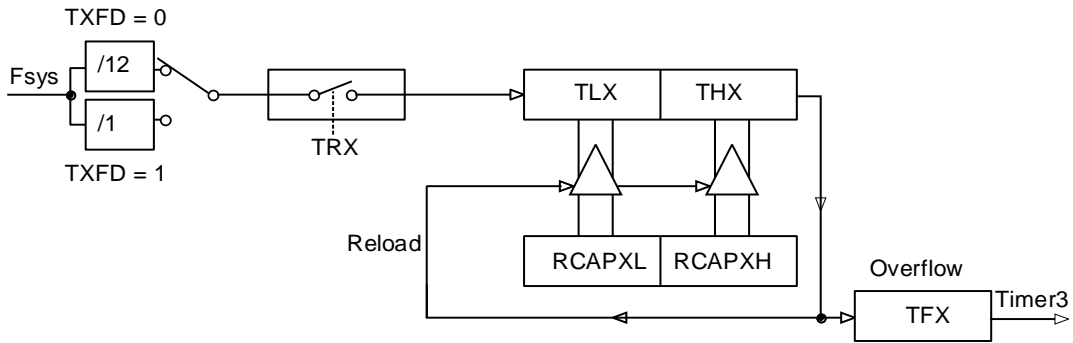 TXFD = 0
Fsys
/12
/1
TXFD = 1
TRX
TLX
THX
Reload
RCAPXL
RCAPXH
Overflow
TFX
Timer3